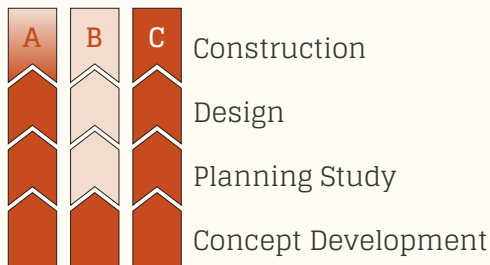 A B C
Construction
Design
Planning Study
Concept Development